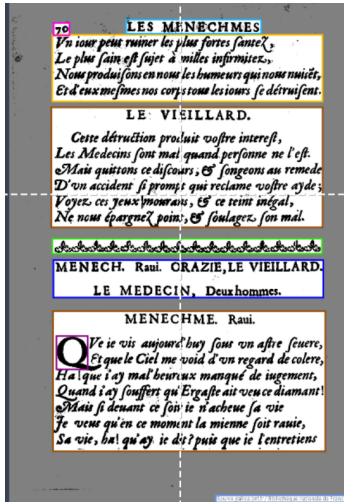 70 LES MENECHMES
Vn iour peut ruiner les plus fortes santez,
Le plus sain est sujet à milles infirmitez,
Nous produisons en nous les humeurs qui nous nuisẽt,
Et d'eux mesmes nos corps tous les iours se détruisent.
LE VIEILLARD.
Cette détruction produit vostre interest,
Les Medecins sont mal quand personne ne l'est.
Mais quittons ce discours, & songeons au remede
D'vn accident si prompt qui reclame vostre ayde;
Voyez ces yeux mourans, & ce teint inégal,
Ne nous épargnez point, & soulagez son mal.
MENECH. Raui. ORAZIE, LE VIEILLARD.
LE MEDECIN, Deux hommes.
MENECHME. Raui.
QVe ie vis aujourd'huy sous vn astre seuere,
Et que le Ciel me void d'vn regard de colere,
Ha! que i'ay mal'heureux manqué de iugement,
Quand i'ay souffert qu'Ergaste ait veu ce diamant!
Mais si deuant ce soir ie n'acheue sa vie
Je veus qu'en ce moment la mienne soit rauie,
Sa vie, ha! qu'ay ie dit? puis que je l'entretiens